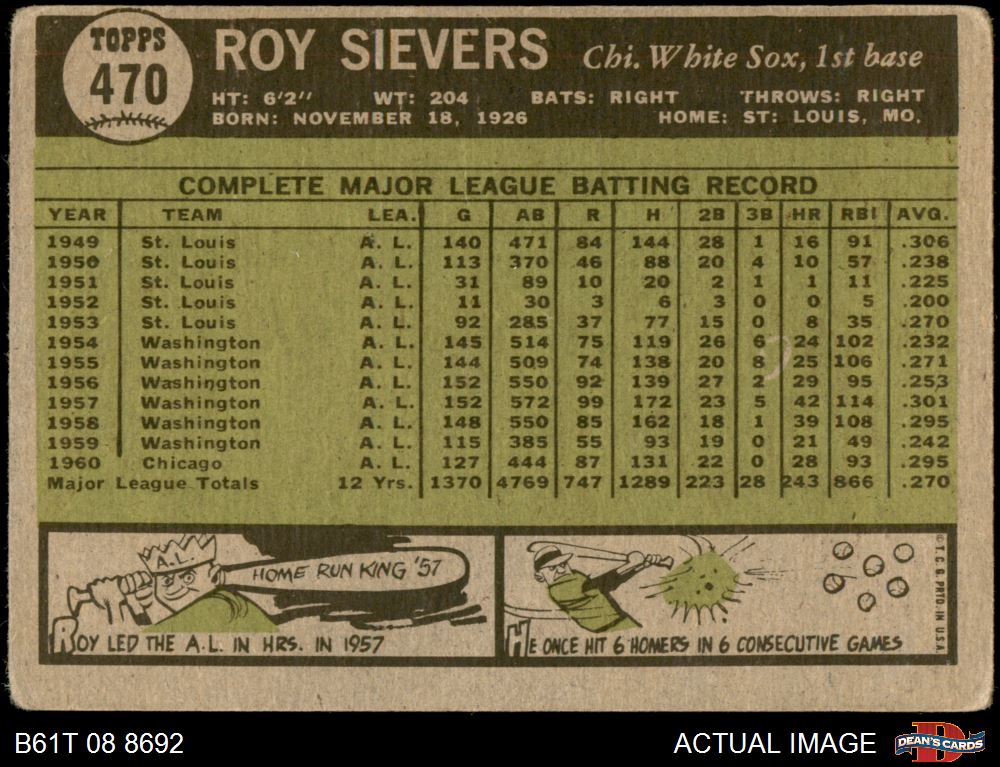 TOPPS
470
ROY SIEVERS Chi. White Sox, 1st base
HT: 6'2" WT: 204 BATS: RIGHT THROWS: RIGHT
BORN: NOVEMBER 18, 1926 HOME: ST: LOUIS, MO.
COMPLETE MAJOR LEAGUE BATTING RECORD
YEAR TEAM LEA. G AB R H 2B 3B HR RBI AVG.
1949 St. Louis A. L. 140 471 84 144 28 1 16 91 .306
1950 St. Louis A. L. 113 370 46 88 20 4 10 57 .238
1951 St. Louis A. L. 31 89 10 20 2 1 1 11 .225
1952 St. Louis A. L. 11 30 3 6 3 0 0 5 .200
1953 St. Louis A. L. 92 285 37 77 15 0 8 35 .270
1954 Washington A. L. 145 514 75 119 26 6 24 102 .232
1955 Washington A. L. 144 509 74 138 20 8 25 106 .271
1956 Washington A. L. 152 550 92 139 27 2 29 95 .253
1957 Washington A. L. 152 572 99 172 23 5 42 114 .301
1958 Washington A. L. 148 550 85 162 18 1 39 108 .295
1959 Washington A. L. 115 385 55 93 19 0 21 49 .242
1960 Chicago A. L. 127 444 87 131 22 0 28 93 .295
Major League Totals 12 Yrs. 1370 4769 747 1289 223 28 243 866 .270
A.L.
HOME RUN KING '57
ROY LED THE A.L. IN HRS. IN 1957
HE ONCE HIT 6 HOMERS IN 6 CONSECUTIVE GAMES
© T. C. G. PRTD. IN U.S.A.
B61T 08 8692
ACTUAL IMAGE
D
DEAN'S CARDS